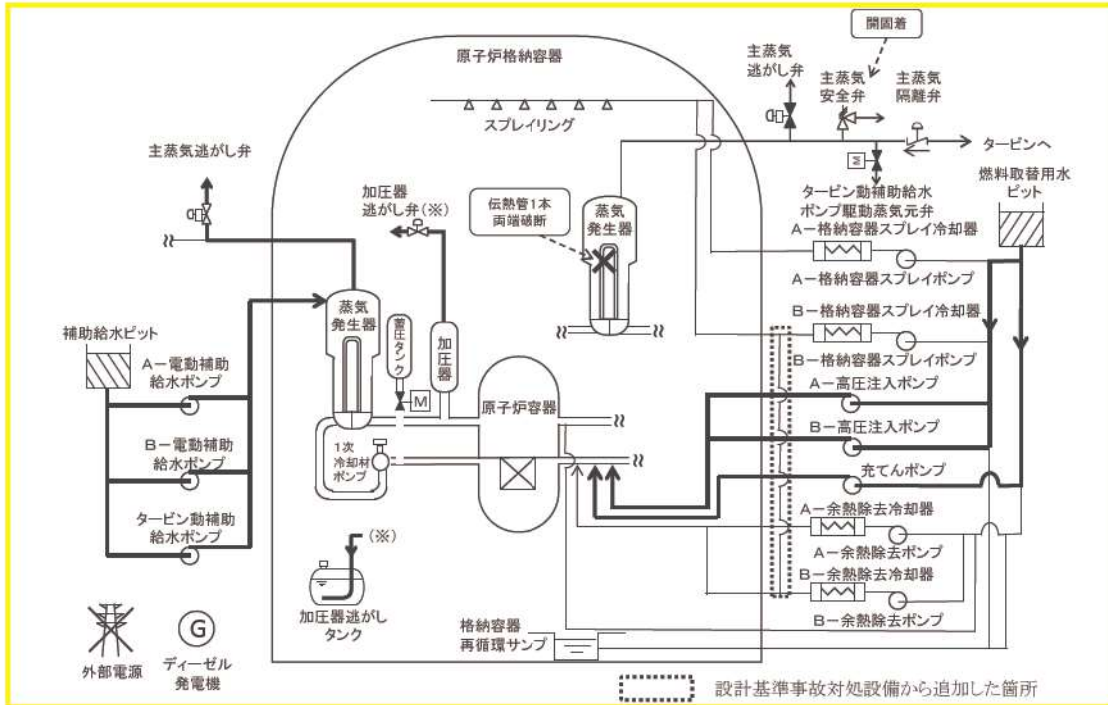 開固着
主蒸気
逃がし弁
主蒸気
安全弁
主蒸気
隔離弁
原子炉格納容器
スプレイリング
タービンへ
M
主蒸気逃がし弁
加圧器
逃がし弁(※)
伝熱管1本
両端破断
蒸気
発生器
タービン動補助給水
ポンプ駆動蒸気元弁
燃料取替用水
ピット
A-格納容器スプレイ冷却器
A-格納容器スプレイポンプ
B-格納容器スプレイ冷却器
B-格納容器スプレイポンプ
補助給水ピット
蒸気
発生器
蓄圧タンク
加圧器
M
原子炉容器
A-電動補助
給水ポンプ
B-電動補助
給水ポンプ
タービン動補助
給水ポンプ
1次
冷却材
ポンプ
A-高圧注入ポンプ
B-高圧注入ポンプ
充てんポンプ
A-余熱除去冷却器
A-余熱除去ポンプ
B-余熱除去冷却器
B-余熱除去ポンプ
(※)
加圧器逃がし
タンク
格納容器
再循環サンプ
外部電源
G
ディーゼル
発電機
設計基準事故対処設備から追加した箇所